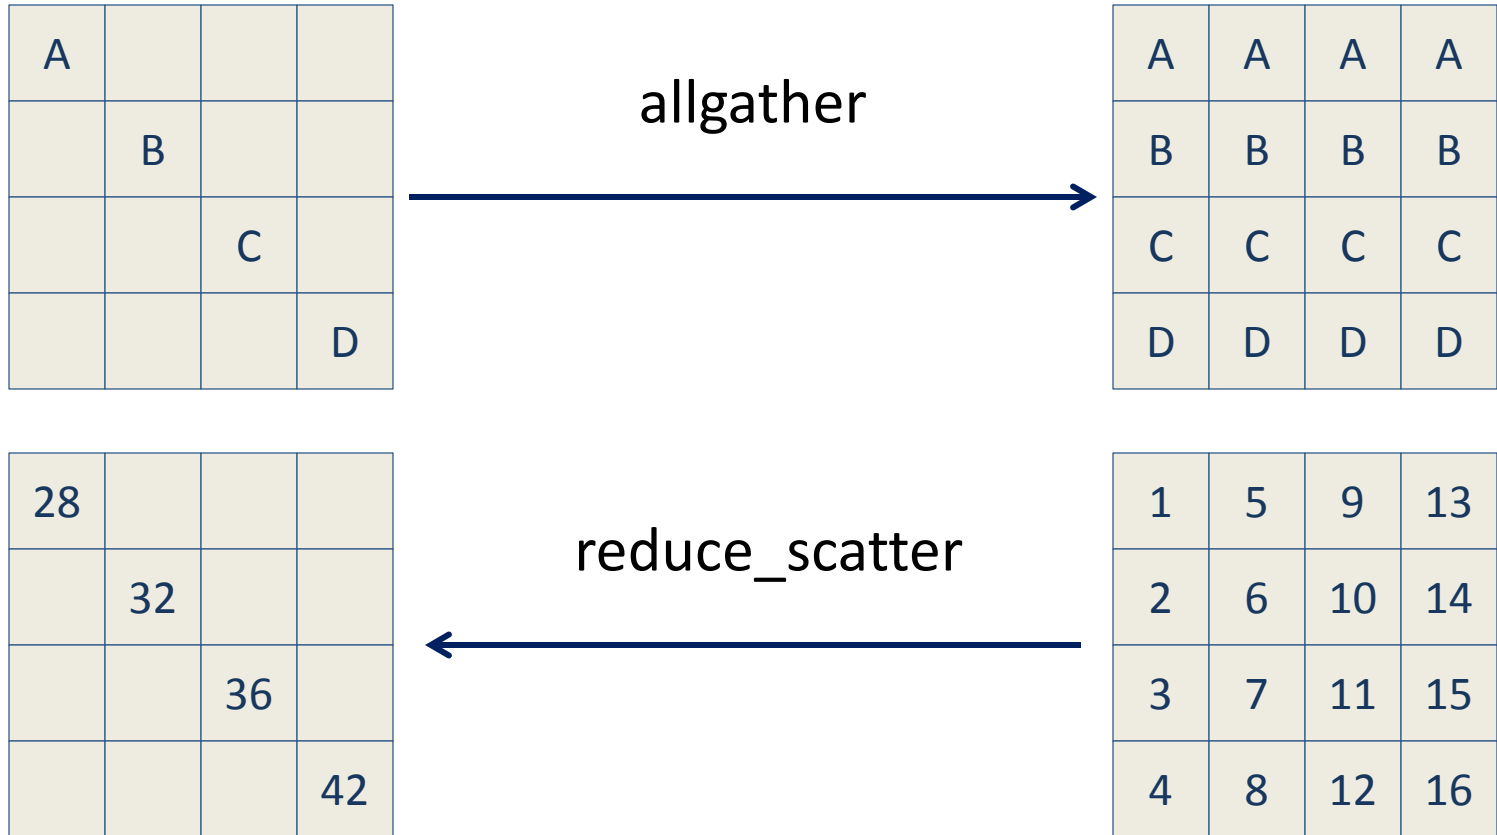 A
allgather
A A A A
B
B B B B
C
C C C C
D
D D D D
28
reduce_scatter
1 5 9 13
32
2 6 10 14
36
3 7 11 15
42
4 8 12 16